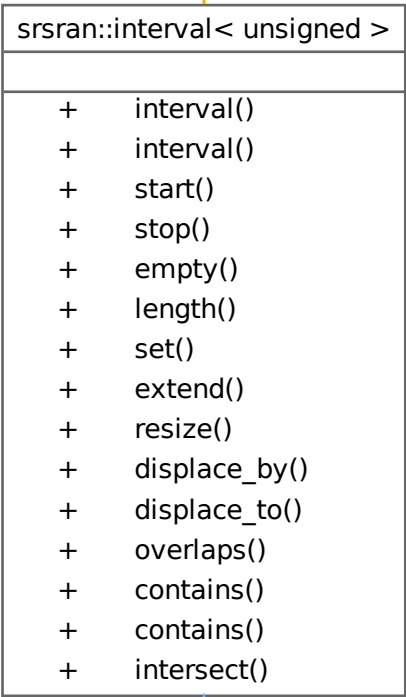 srsran::interval< unsigned >
+ interval()
+ interval()
+ start()
+ stop()
+ empty()
+ length()
+ set()
+ extend()
+ resize()
+ displace_by()
+ displace_to()
+ overlaps()
+ contains()
+ contains()
+ intersect()